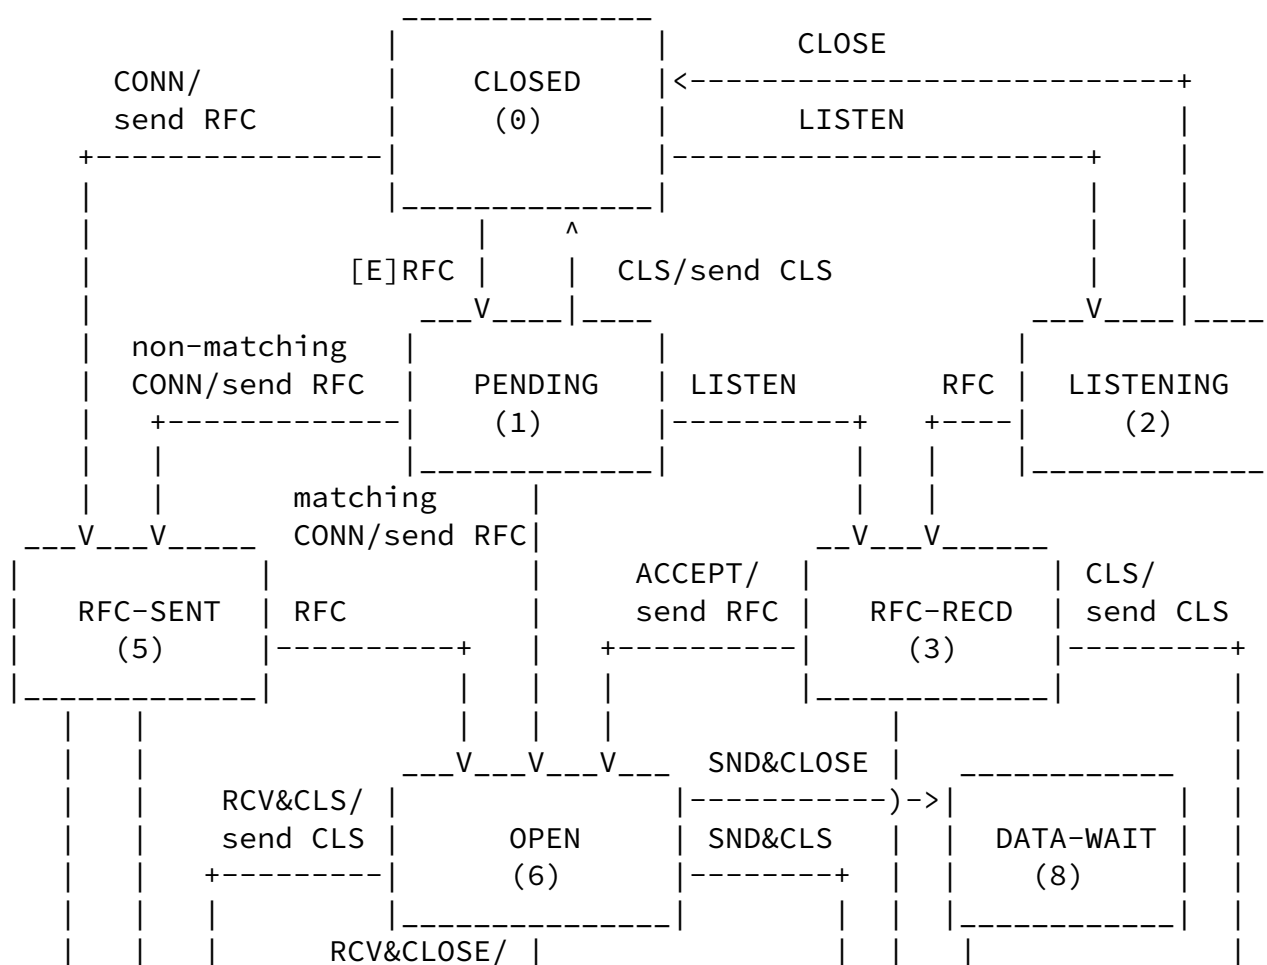 CLOSE
CONN/ CLOSED
send RFC (0) LISTEN
[E]RFC CLS/send CLS
non-matching
CONN/send RFC PENDING LISTEN RFC LISTENING
(1) (2)
matching
CONN/send RFC
ACCEPT/ CLS/
RFC-SENT RFC send RFC RFC-RECD send CLS
(5) (3)
SND&CLOSE
RCV&CLS/
send CLS OPEN SND&CLS DATA-WAIT
(6) (8)
RCV&CLOSE/